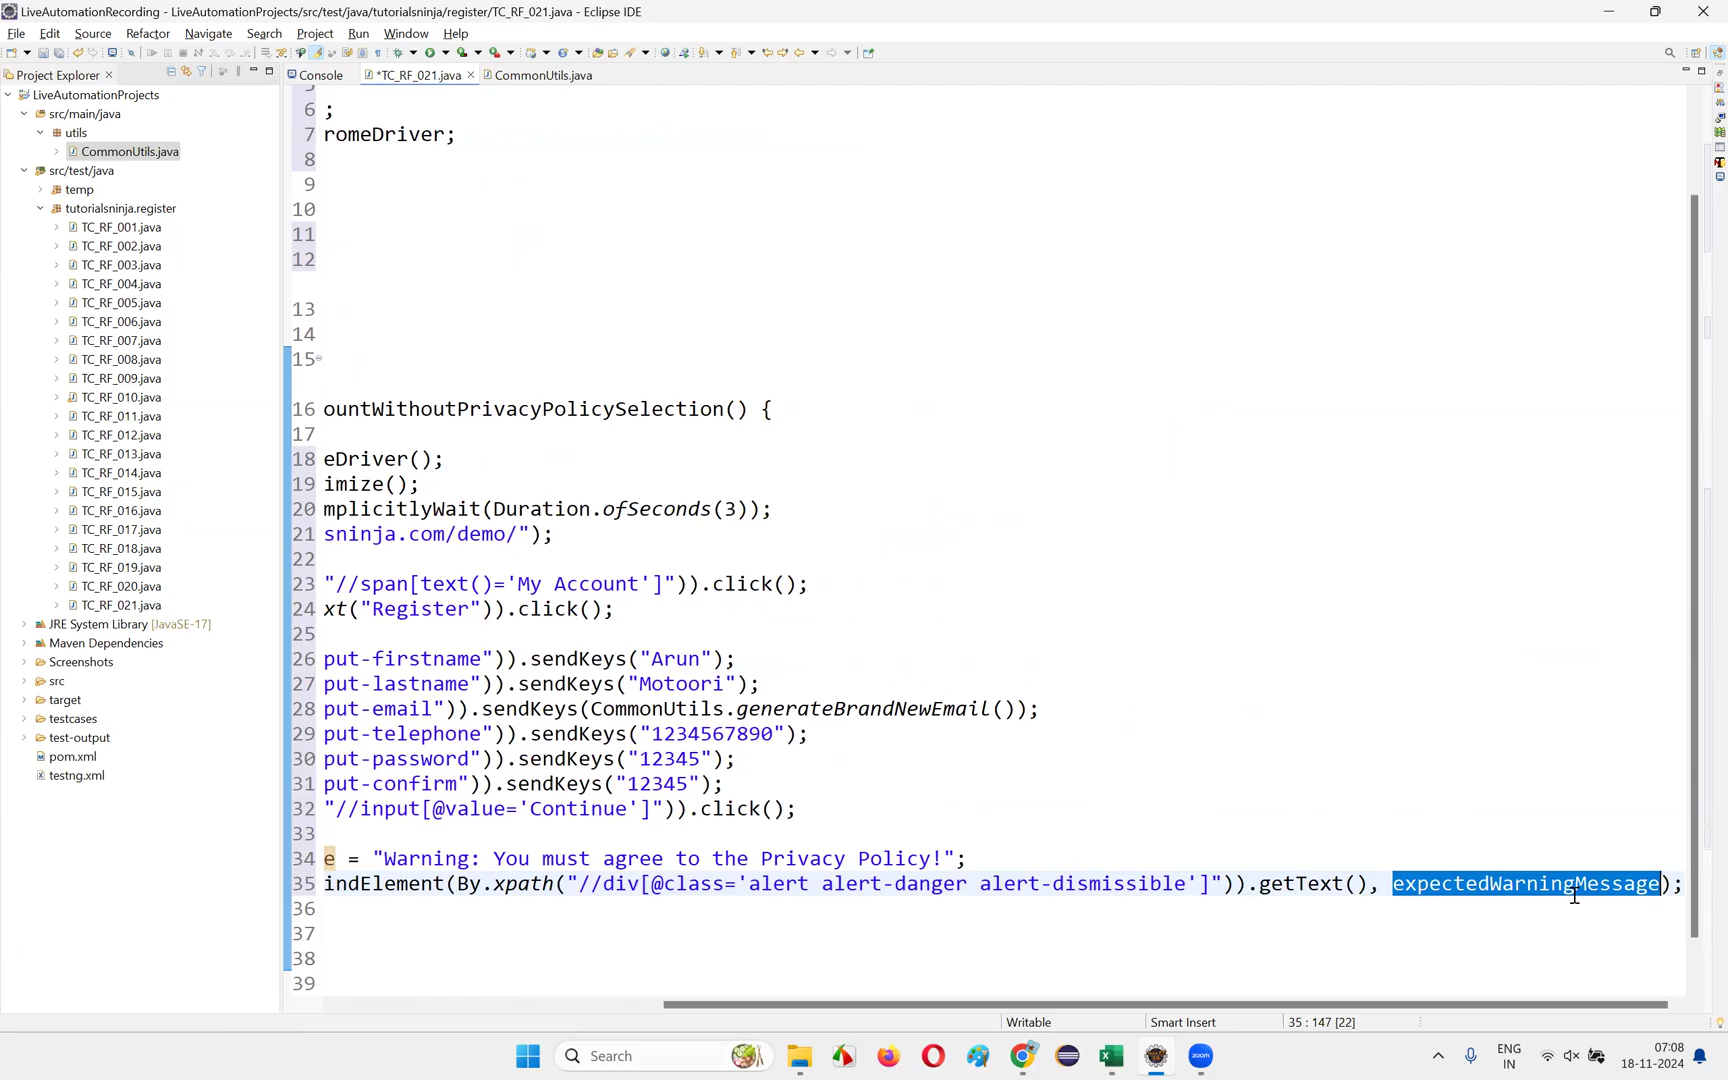 LiveAutomationRecording - LiveAutomationProjects/src/test/java/tutorialsninja/register/TC_RF_021.java - Eclipse IDE
File Edit Source Refactor Navigate Search Project Run Window Help
Project Explorer
Console *TC_RF_021.java CommonUtils.java
LiveAutomationProjects
src/main/java
utils
CommonUtils.java
src/test/java
temp
tutorialsninja.register
TC_RF_001.java
TC_RF_002.java
TC_RF_003.java
TC_RF_004.java
TC_RF_005.java
TC_RF_006.java
TC_RF_007.java
TC_RF_008.java
TC_RF_009.java
TC_RF_010.java
TC_RF_011.java
TC_RF_012.java
TC_RF_013.java
TC_RF_014.java
TC_RF_015.java
TC_RF_016.java
TC_RF_017.java
TC_RF_018.java
TC_RF_019.java
TC_RF_020.java
TC_RF_021.java
JRE System Library [JavaSE-17]
Maven Dependencies
Screenshots
src
target
testcases
test-output
pom.xml
testng.xml
6 ;
7 romeDriver;
8
9
10
11
12
13
14
15
16 ountWithoutPrivacyPolicySelection() {
17
18 eDriver();
19 imize();
20 mplicitlyWait(Duration.ofSeconds(3));
21 sninja.com/demo/");
22
23 "//span[text()='My Account']")).click();
24 xt("Register")).click();
25
26 put-firstname")).sendKeys("Arun");
27 put-lastname")).sendKeys("Motoori");
28 put-email")).sendKeys(CommonUtils.generateBrandNewEmail());
29 put-telephone")).sendKeys("1234567890");
30 put-password")).sendKeys("12345");
31 put-confirm")).sendKeys("12345");
32 "//input[@value='Continue']")).click();
33
34 e = "Warning: You must agree to the Privacy Policy!";
35 indElement(By.xpath("//div[@class='alert alert-danger alert-dismissible']")).getText(), expectedWarningMessage);
36
37
38
39
Writable Smart Insert 35 : 147 [22]
Search
zoom
ENG
IN
07:08
18-11-2024